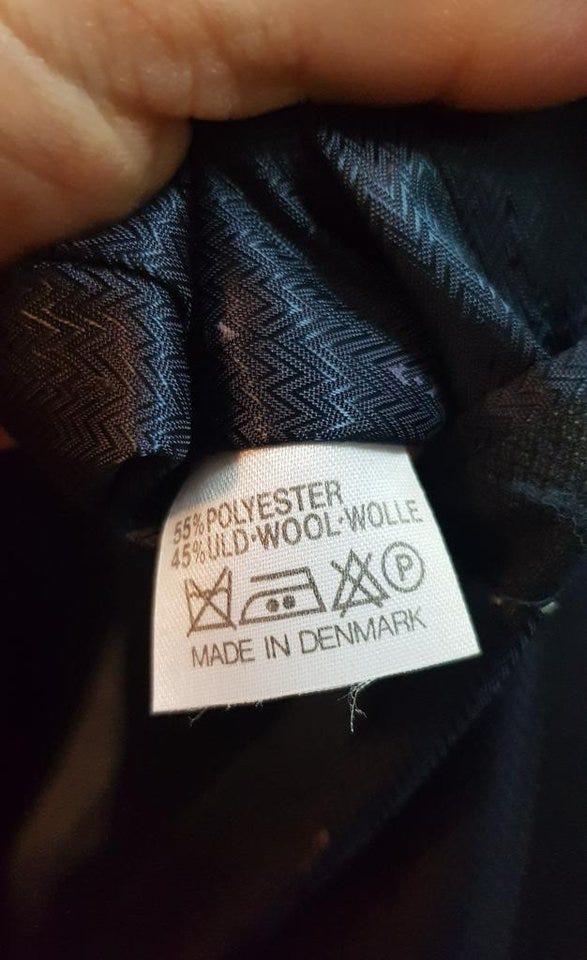 55% POLYESTER
45% ULD·WOOL·WOLLE
P
MADE IN DENMARK